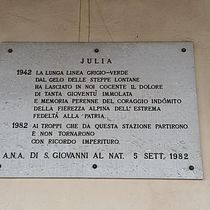 JULIA
1942 LA LUNGA LINEA GRIGIO-VERDE
DAL GELO DELLE STEPPE LONTANE
HA LASCIATO IN NOI COCENTE IL DOLORE
DI TANTA GIOVENTÙ IMMOLATA
E MEMORIA PERENNE DEL CORAGGIO INDÒMITO
DELLA FIEREZZA ALPINA DELL'ESTREMA
FEDELTÀ ALLA PATRIA.
1982 AI TROPPI CHE DA QUESTA STAZIONE PARTIRONO
E NON TORNARONO
CON RICORDO IMPERITURO.
A.N.A. DI S. GIOVANNI AL NAT. 5 SETT. 1982